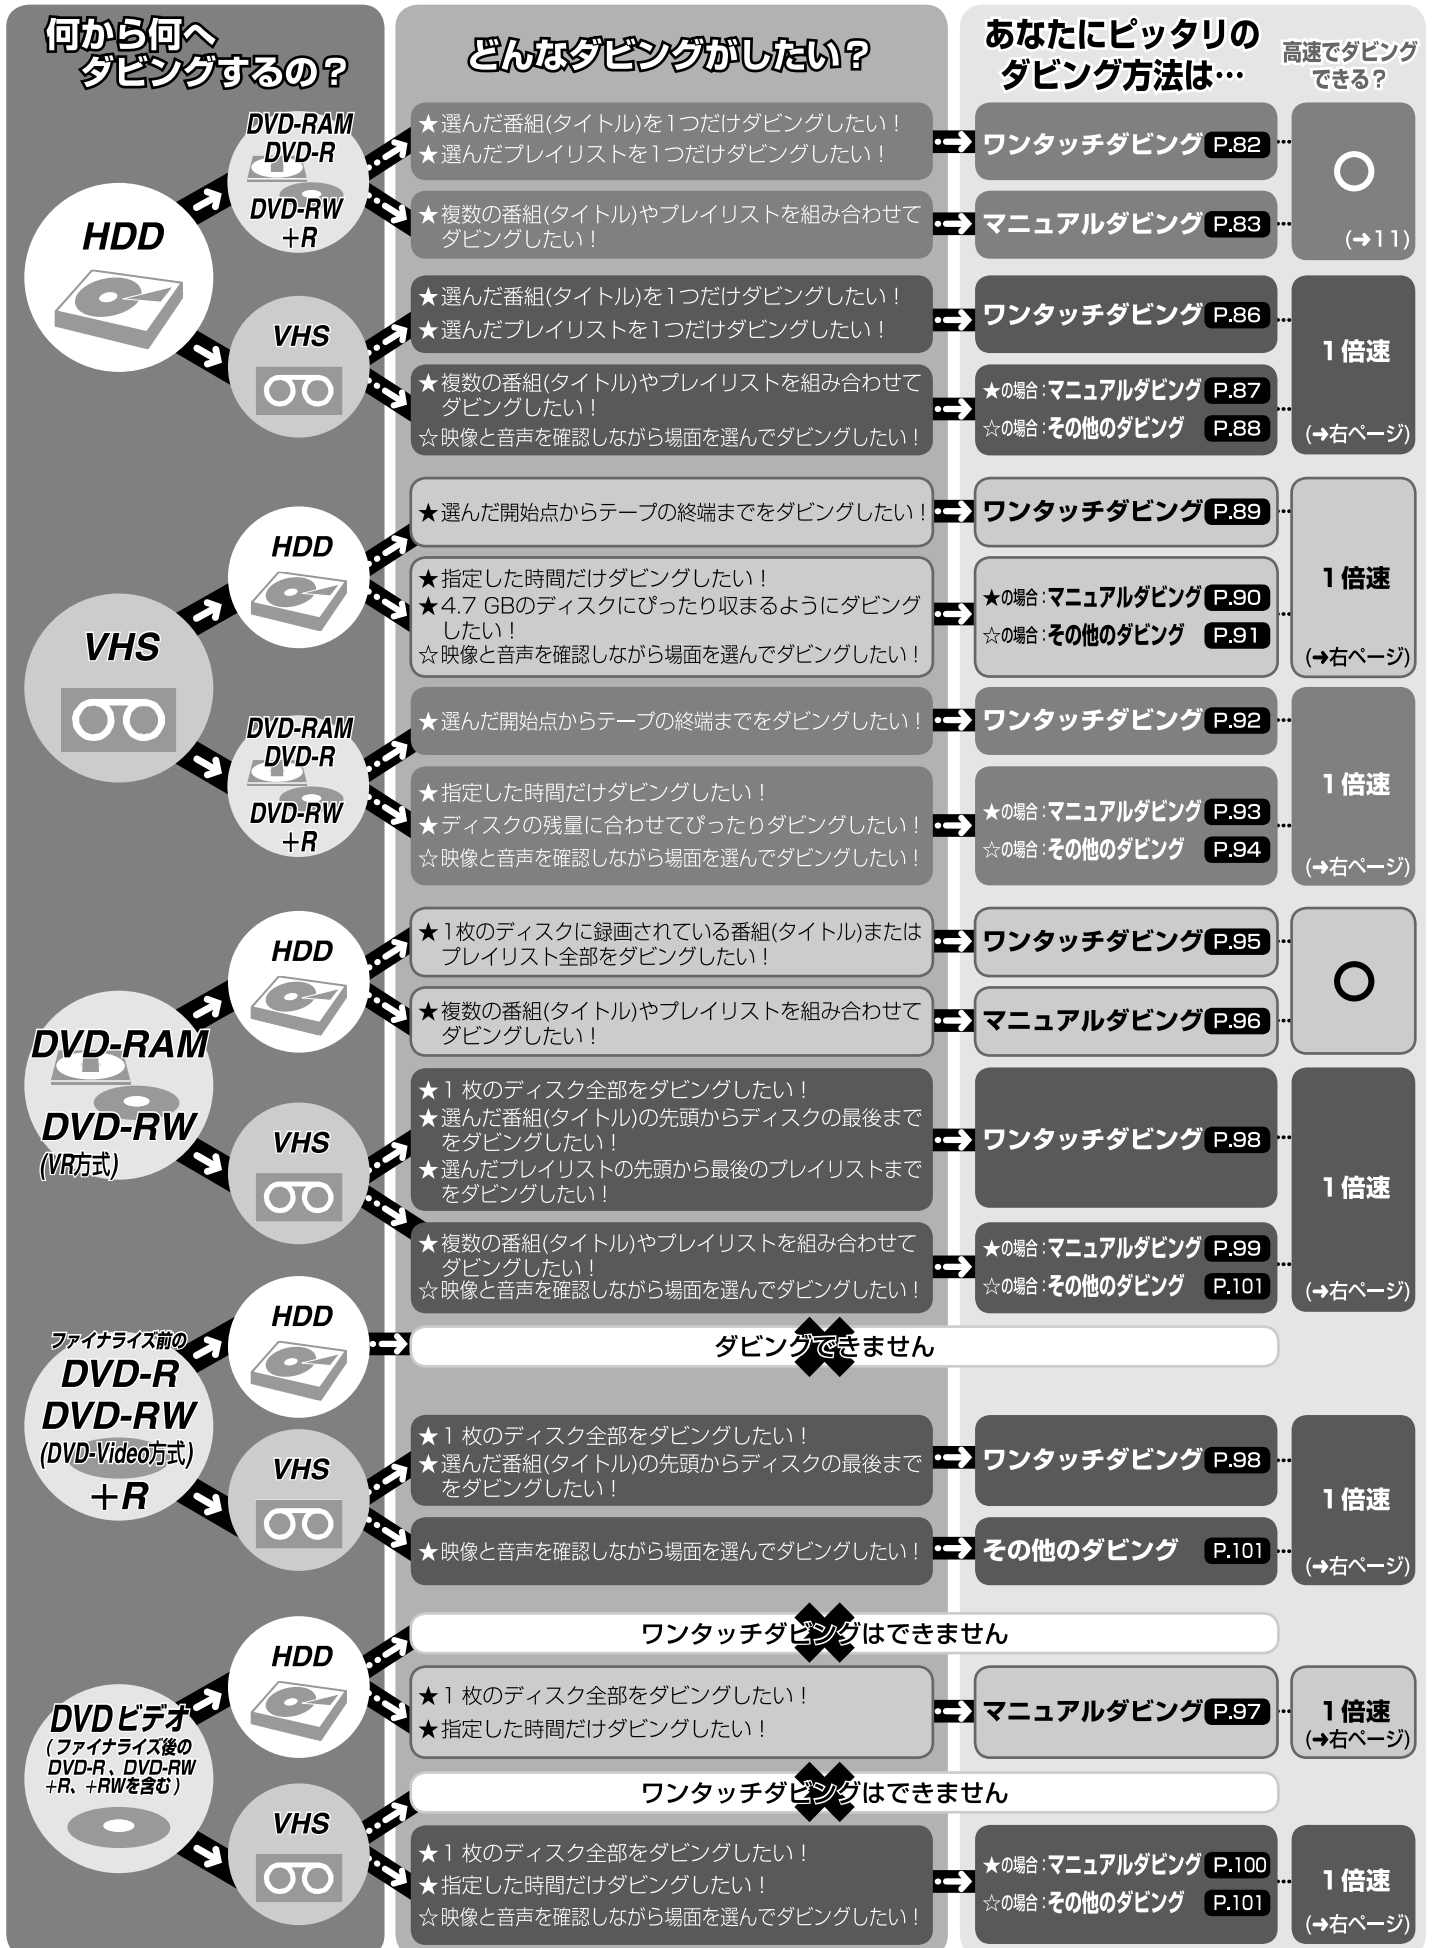 何から何へ
ダビングするの？
どんなダビングがしたい？
あなたにピッタリの
ダビング方法は…
高速でダビング
できる？
HDD
DVD-RAM
DVD-R
DVD-RW
+R
★選んだ番組(タイトル)を1つだけダビングしたい！
★選んだプレイリストを1つだけダビングしたい！
ワンタッチダビング P.82
★複数の番組(タイトル)やプレイリストを組み合わせて
ダビングしたい！
マニュアルダビング P.83
○
(➜11)
VHS
★選んだ番組(タイトル)を1つだけダビングしたい！
★選んだプレイリストを1つだけダビングしたい！
ワンタッチダビング P.86
★複数の番組(タイトル)やプレイリストを組み合わせて
ダビングしたい！
☆映像と音声を確認しながら場面を選んでダビングしたい！
★の場合：マニュアルダビング P.87
☆の場合：その他のダビング P.88
1倍速
(➜右ページ)
VHS
HDD
★選んだ開始点からテープの終端までをダビングしたい！
ワンタッチダビング P.89
★指定した時間だけダビングしたい！
★4.7 GBのディスクにぴったり収まるようにダビング
したい！
☆映像と音声を確認しながら場面を選んでダビングしたい！
★の場合：マニュアルダビング P.90
☆の場合：その他のダビング P.91
1倍速
(➜右ページ)
DVD-RAM
DVD-R
DVD-RW
+R
★選んだ開始点からテープの終端までをダビングしたい！
ワンタッチダビング P.92
★指定した時間だけダビングしたい！
★ディスクの残量に合わせてぴったりダビングしたい！
☆映像と音声を確認しながら場面を選んでダビングしたい！
★の場合：マニュアルダビング P.93
☆の場合：その他のダビング P.94
1倍速
(➜右ページ)
DVD-RAM
DVD-RW
(VR方式)
HDD
★1枚のディスクに録画されている番組(タイトル)または
プレイリスト全部をダビングしたい！
ワンタッチダビング P.95
★複数の番組(タイトル)やプレイリストを組み合わせて
ダビングしたい！
マニュアルダビング P.96
○
VHS
★1 枚のディスク全部をダビングしたい！
★選んだ番組(タイトル)の先頭からディスクの最後まで
をダビングしたい！
★選んだプレイリストの先頭から最後のプレイリストまで
をダビングしたい！
ワンタッチダビング P.98
★複数の番組(タイトル)やプレイリストを組み合わせて
ダビングしたい！
☆映像と音声を確認しながら場面を選んでダビングしたい！
★の場合：マニュアルダビング P.99
☆の場合：その他のダビング P.101
1倍速
(➜右ページ)
ファイナライズ前の
DVD-R
DVD-RW
(DVD-Video方式)
+R
HDD
ダビングできません
VHS
★1 枚のディスク全部をダビングしたい！
★選んだ番組(タイトル)の先頭からディスクの最後まで
をダビングしたい！
ワンタッチダビング P.98
★映像と音声を確認しながら場面を選んでダビングしたい！
その他のダビング P.101
1倍速
(➜右ページ)
DVDビデオ
(ファイナライズ後の
DVD-R、DVD-RW
+R、+RWを含む)
HDD
ワンタッチダビングはできません
★1 枚のディスク全部をダビングしたい！
★指定した時間だけダビングしたい！
マニュアルダビング P.97
1倍速
(➜右ページ)
VHS
ワンタッチダビングはできません
★1 枚のディスク全部をダビングしたい！
★指定した時間だけダビングしたい！
☆映像と音声を確認しながら場面を選んでダビングしたい！
★の場合：マニュアルダビング P.100
☆の場合：その他のダビング P.101
1倍速
(➜右ページ)